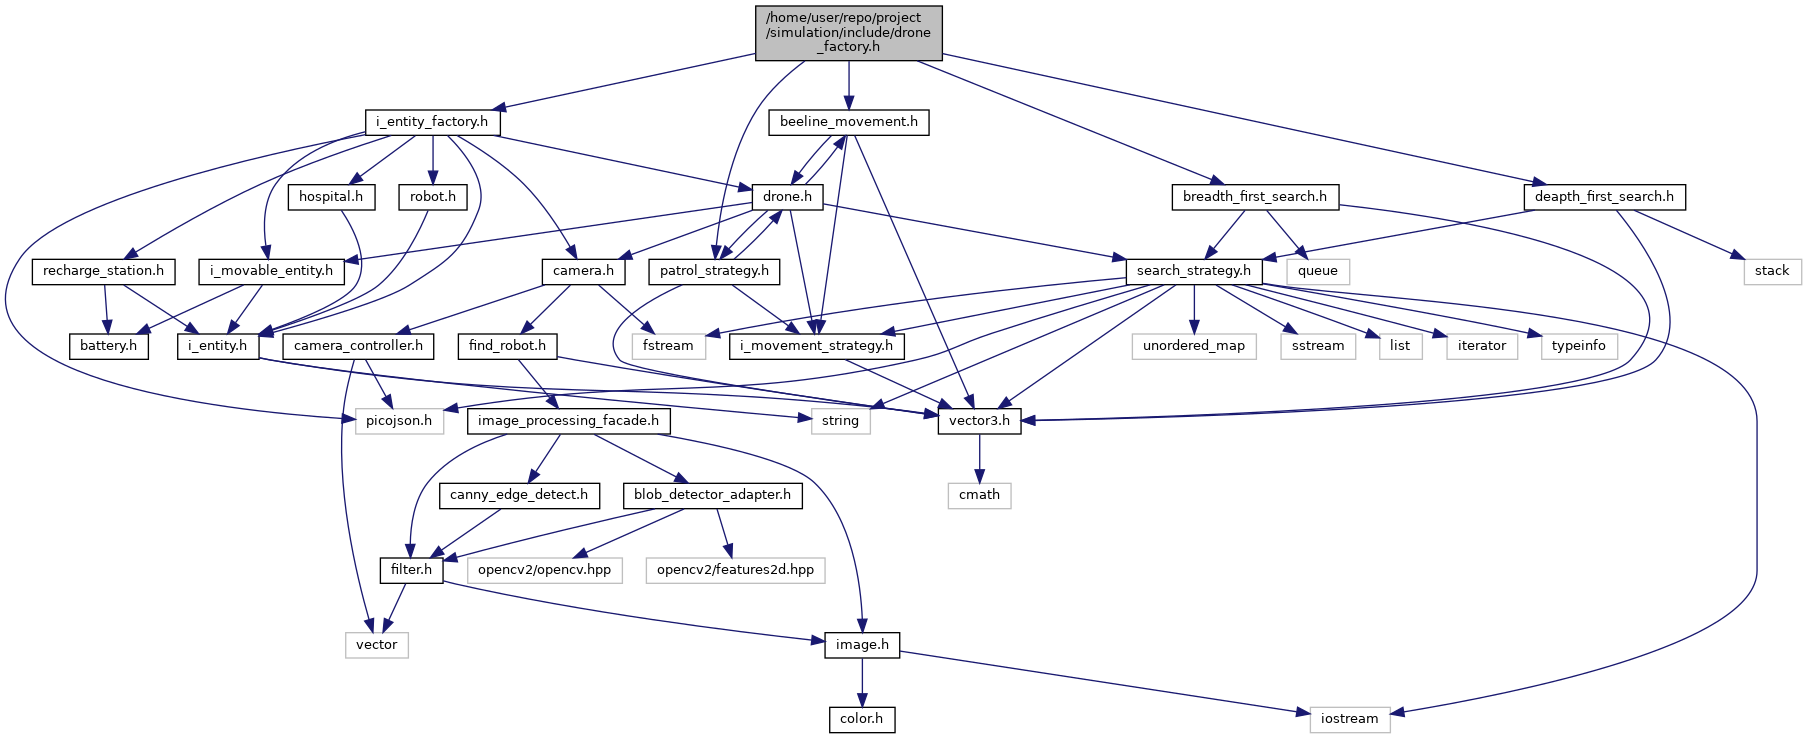 /home/user/repo/project
/simulation/include/drone
_factory.h
i_entity_factory.h
beeline_movement.h
hospital.h
robot.h
drone.h
breadth_first_search.h
deapth_first_search.h
recharge_station.h
i_movable_entity.h
camera.h
patrol_strategy.h
search_strategy.h
queue
stack
battery.h
i_entity.h
camera_controller.h
find_robot.h
fstream
i_movement_strategy.h
unordered_map
sstream
list
iterator
typeinfo
picojson.h
image_processing_facade.h
string
vector3.h
canny_edge_detect.h
blob_detector_adapter.h
cmath
filter.h
opencv2/opencv.hpp
opencv2/features2d.hpp
vector
image.h
color.h
iostream